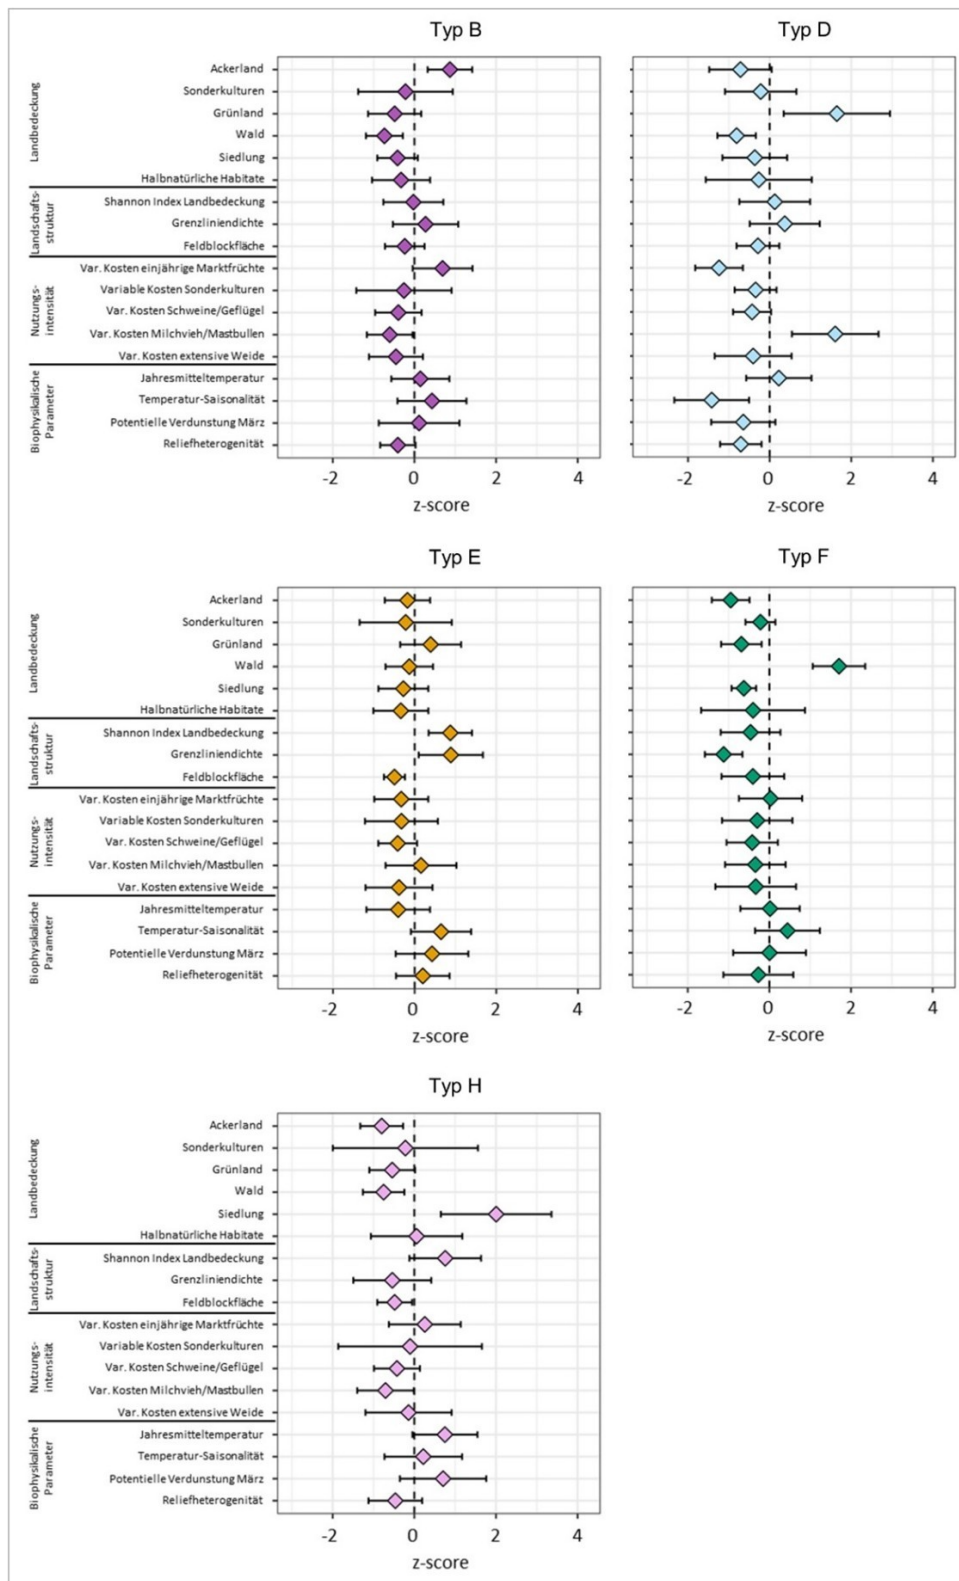 Typ B
Typ D
Landbedeckung
Ackerland
Sonderkulturen
Grünland
Wald
Siedlung
Halbnatürliche Habitate
Landschafts-
struktur
Shannon Index Landbedeckung
Grenzliniendichte
Feldblockfläche
Nutzungs-
intensität
Var. Kosten einjährige Marktfrüchte
Variable Kosten Sonderkulturen
Var. Kosten Schweine/Geflügel
Var. Kosten Milchvieh/Mastbullen
Var. Kosten extensive Weide
Biophysikalische
Parameter
Jahresmitteltemperatur
Temperatur-Saisonalität
Potentielle Verdunstung März
Reliefheterogenität
-2 0 2 4
z-score
-2 0 2 4
z-score
Typ E
Typ F
Landbedeckung
Ackerland
Sonderkulturen
Grünland
Wald
Siedlung
Halbnatürliche Habitate
Landschafts-
struktur
Shannon Index Landbedeckung
Grenzliniendichte
Feldblockfläche
Nutzungs-
intensität
Var. Kosten einjährige Marktfrüchte
Variable Kosten Sonderkulturen
Var. Kosten Schweine/Geflügel
Var. Kosten Milchvieh/Mastbullen
Var. Kosten extensive Weide
Biophysikalische
Parameter
Jahresmitteltemperatur
Temperatur-Saisonalität
Potentielle Verdunstung März
Reliefheterogenität
-2 0 2 4
z-score
-2 0 2 4
z-score
Typ H
Landbedeckung
Ackerland
Sonderkulturen
Grünland
Wald
Siedlung
Halbnatürliche Habitate
Landschafts-
struktur
Shannon Index Landbedeckung
Grenzliniendichte
Feldblockfläche
Nutzungs-
intensität
Var. Kosten einjährige Marktfrüchte
Variable Kosten Sonderkulturen
Var. Kosten Schweine/Geflügel
Var. Kosten Milchvieh/Mastbullen
Var. Kosten extensive Weide
Biophysikalische
Parameter
Jahresmitteltemperatur
Temperatur-Saisonalität
Potentielle Verdunstung März
Reliefheterogenität
-2 0 2 4
z-score